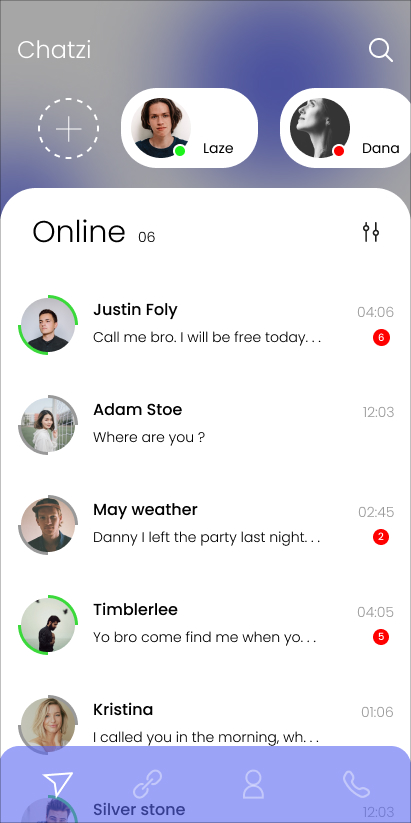 Chatzi
Laze
Dana
Online 06
Justin Foly 04:06
Call me bro. I will be free today. . . 6
Adam Stoe 12:03
Where are you ?
May weather 02:45
Danny I left the party last night. . . 2
Timblerlee 04:05
Yo bro come find me when yo. . . 5
Kristina 01:06
I called you in the morning, wh. . .
Silver stone 12:03